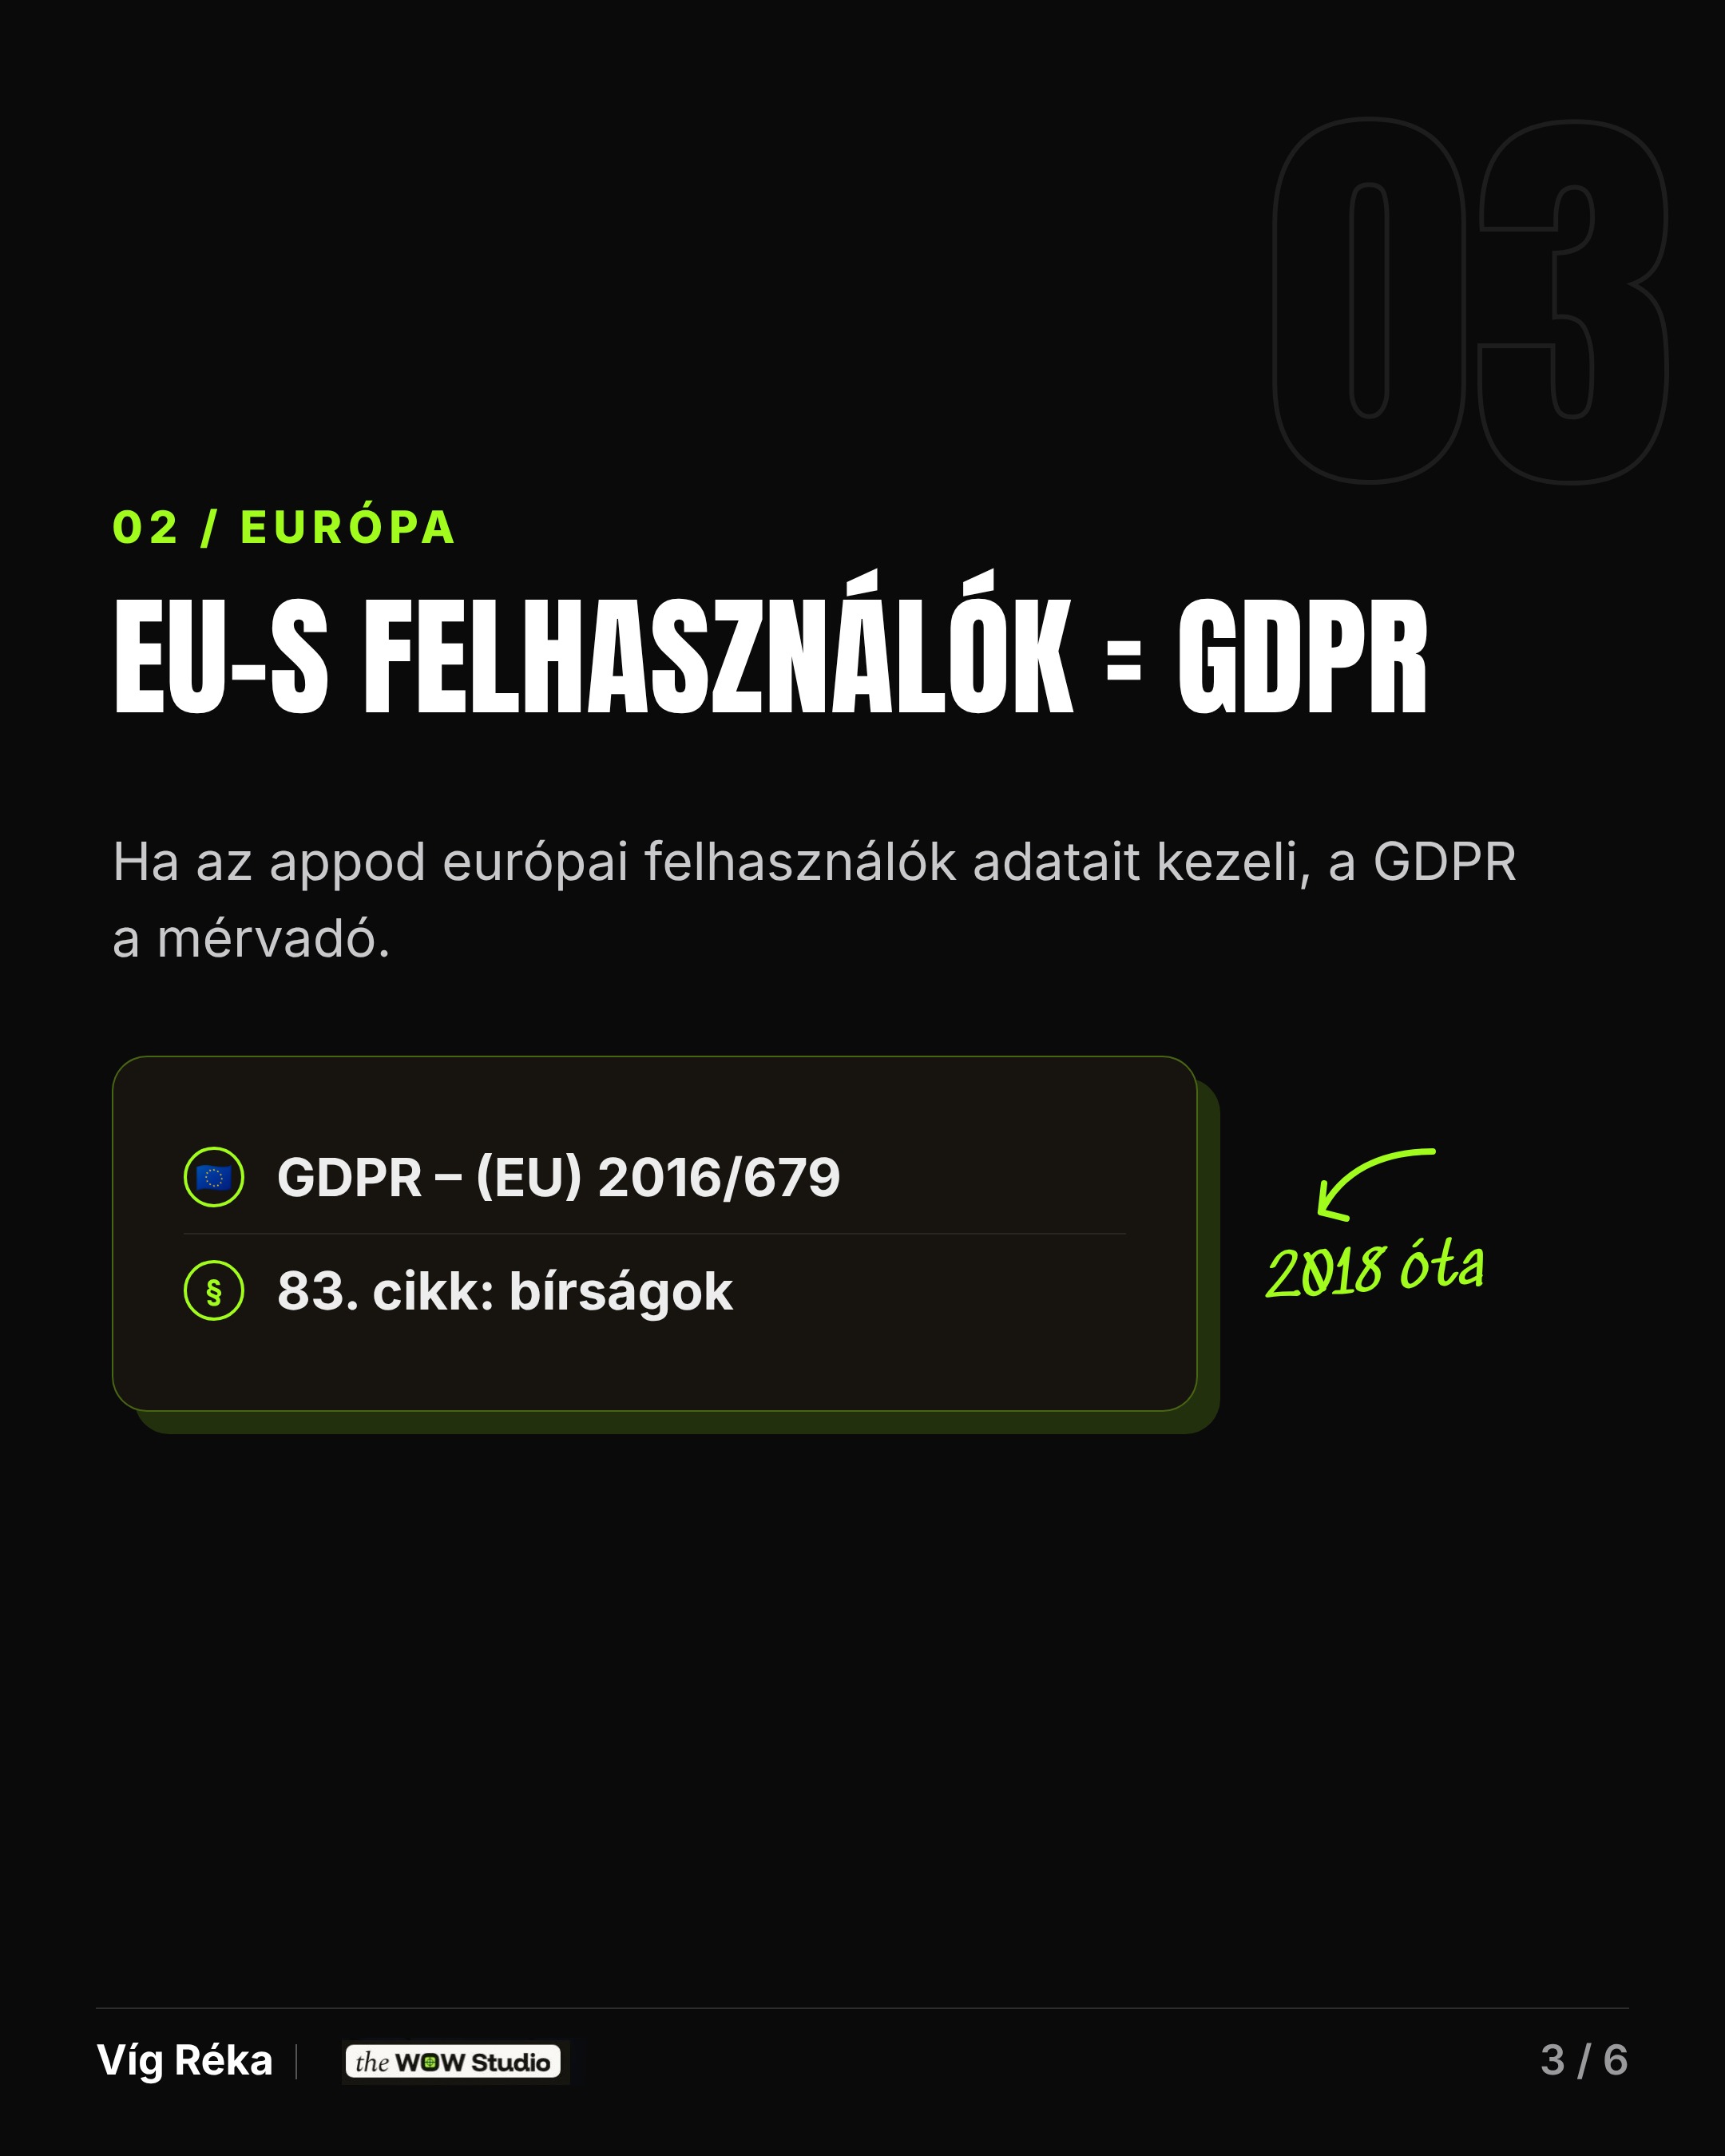 03
02 / EURÓPA
EU-S FELHASZNÁLÓK = GDPR
Ha az appod európai felhasználók adatait kezeli, a GDPR
a mérvadó.
GDPR – (EU) 2016/679
§ 83. cikk: bírságok
2018 óta
Víg Réka
the WOW Studio
3 / 6